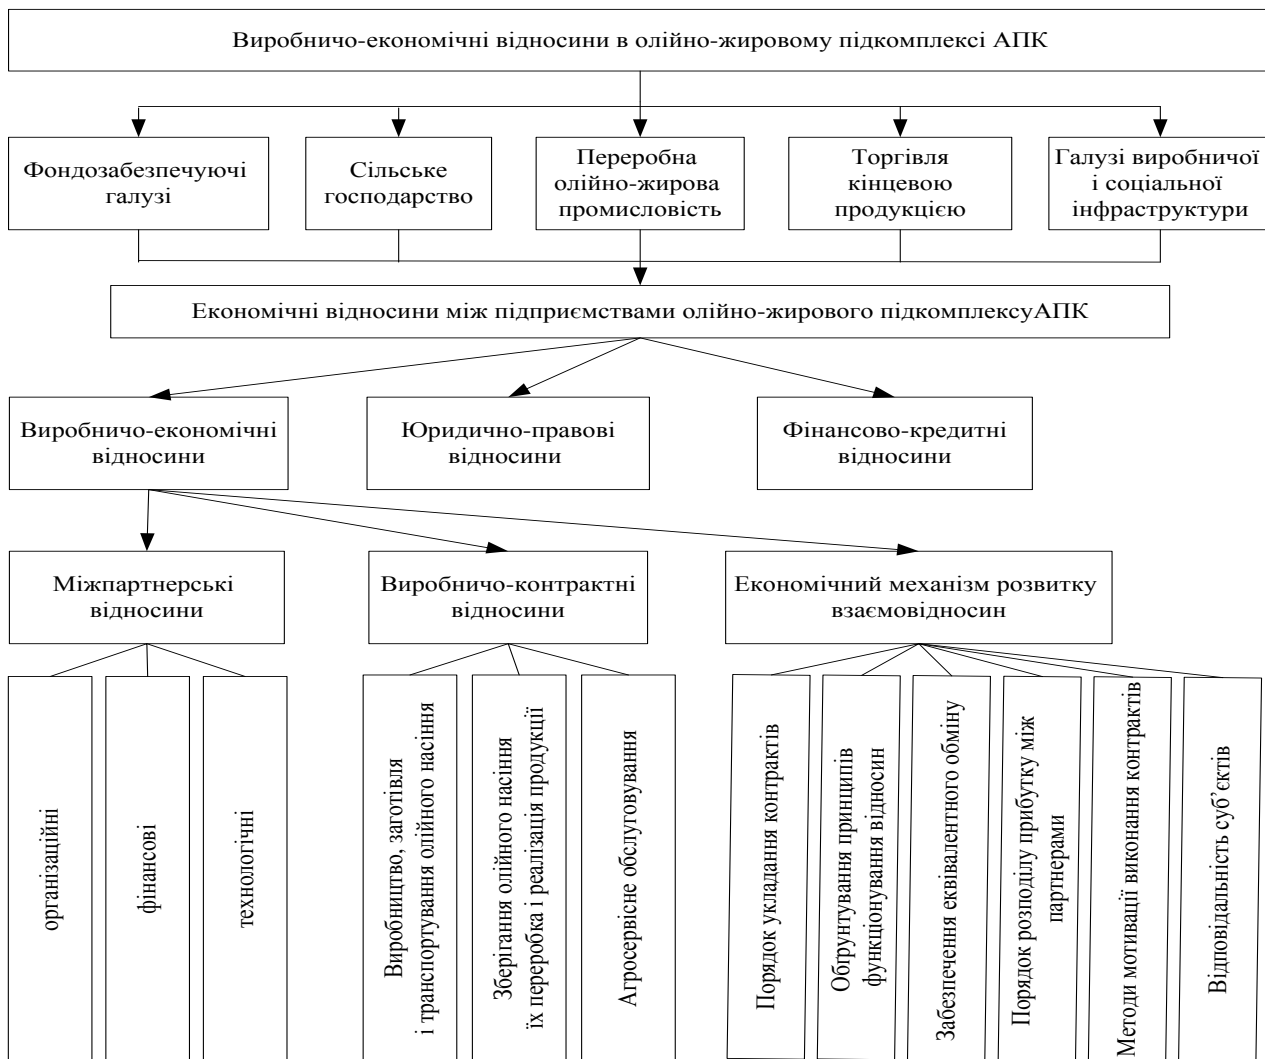 Виробничо-економічні відносини в олійно-жировому підкомплексі АПК
Фондозабезпечуючі
галузі
Сільське
господарство
Переробна
олійно-жирова
промисловість
Торгівля
кінцевою
продукцією
Галузі виробничої
і соціальної
інфраструктури
Економічні відносини між підприємствами олійно-жирового підкомплексуАПК
Виробничо-економічні
відносини
Юридично-правові
відносини
Фінансово-кредитні
відносини
Міжпартнерські
відносини
Виробничо-контрактні
відносини
Економічний механізм розвитку
взаємовідносин
організаційні
фінансові
технологічні
Виробництво, заготівля
і транспортування олійного насіння
Зберігання олійного насіння
їх переробка і реалізація продукції
Агросервісне обслуговування
Порядок укладання контрактів
Обґрунтування принципів
функціонування відносин
Забезпечення еквівалентного обміну
Порядок розподілу прибутку між
партнерами
Методи мотивації виконання контрактів
Відповідальність суб’єктів